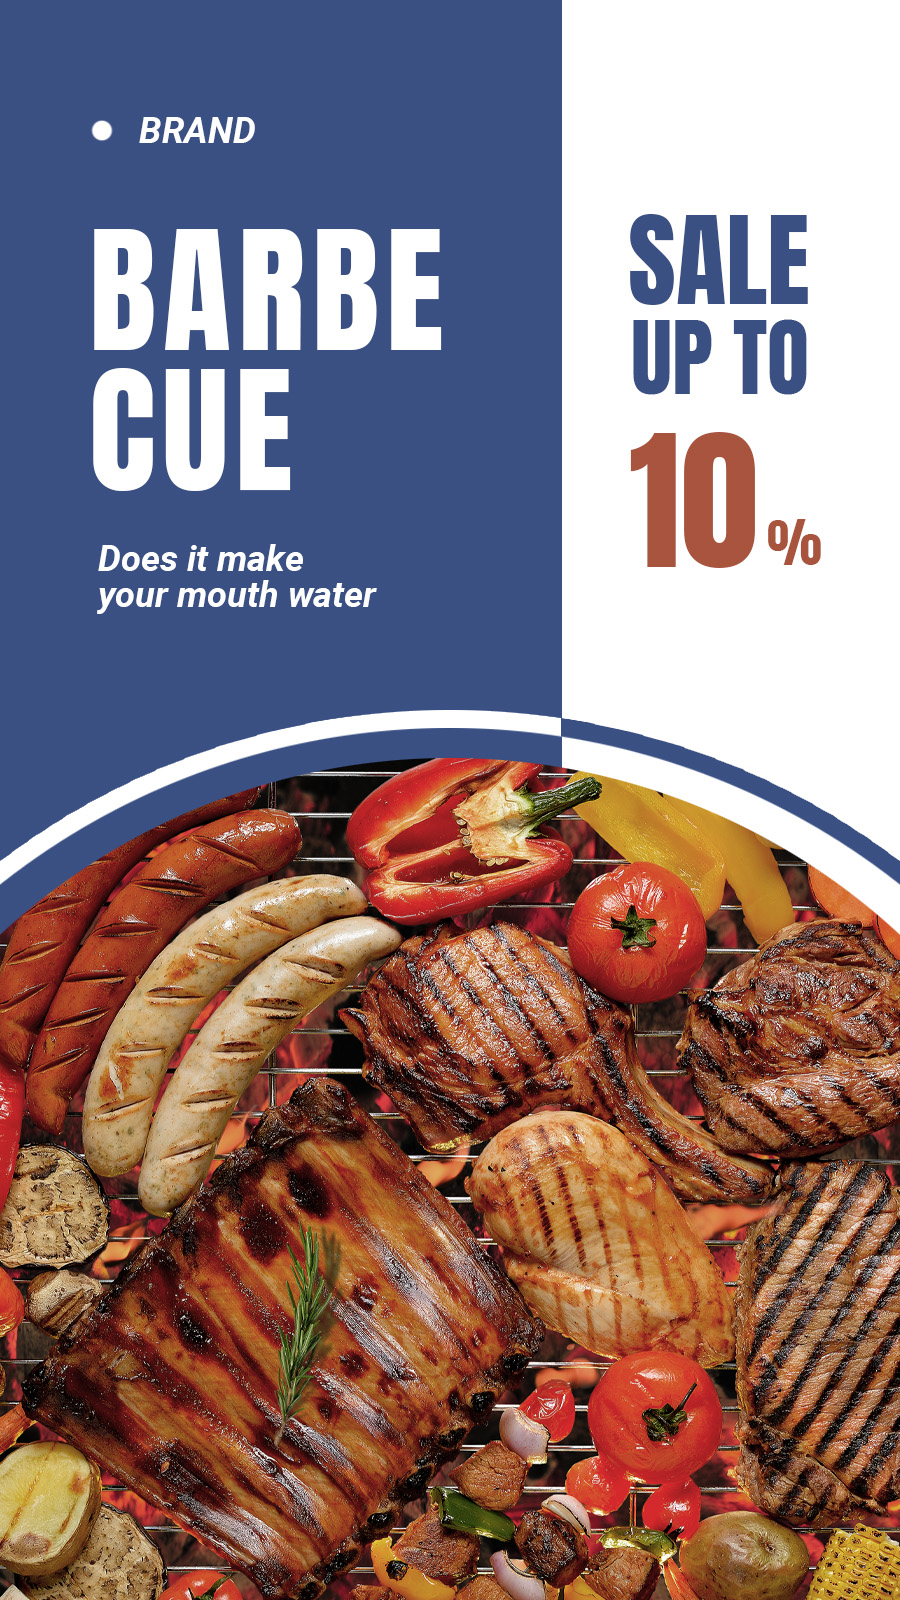 BRAND
BARBE
CUE
Does it make
your mouth water
SALE
UP TO
10%